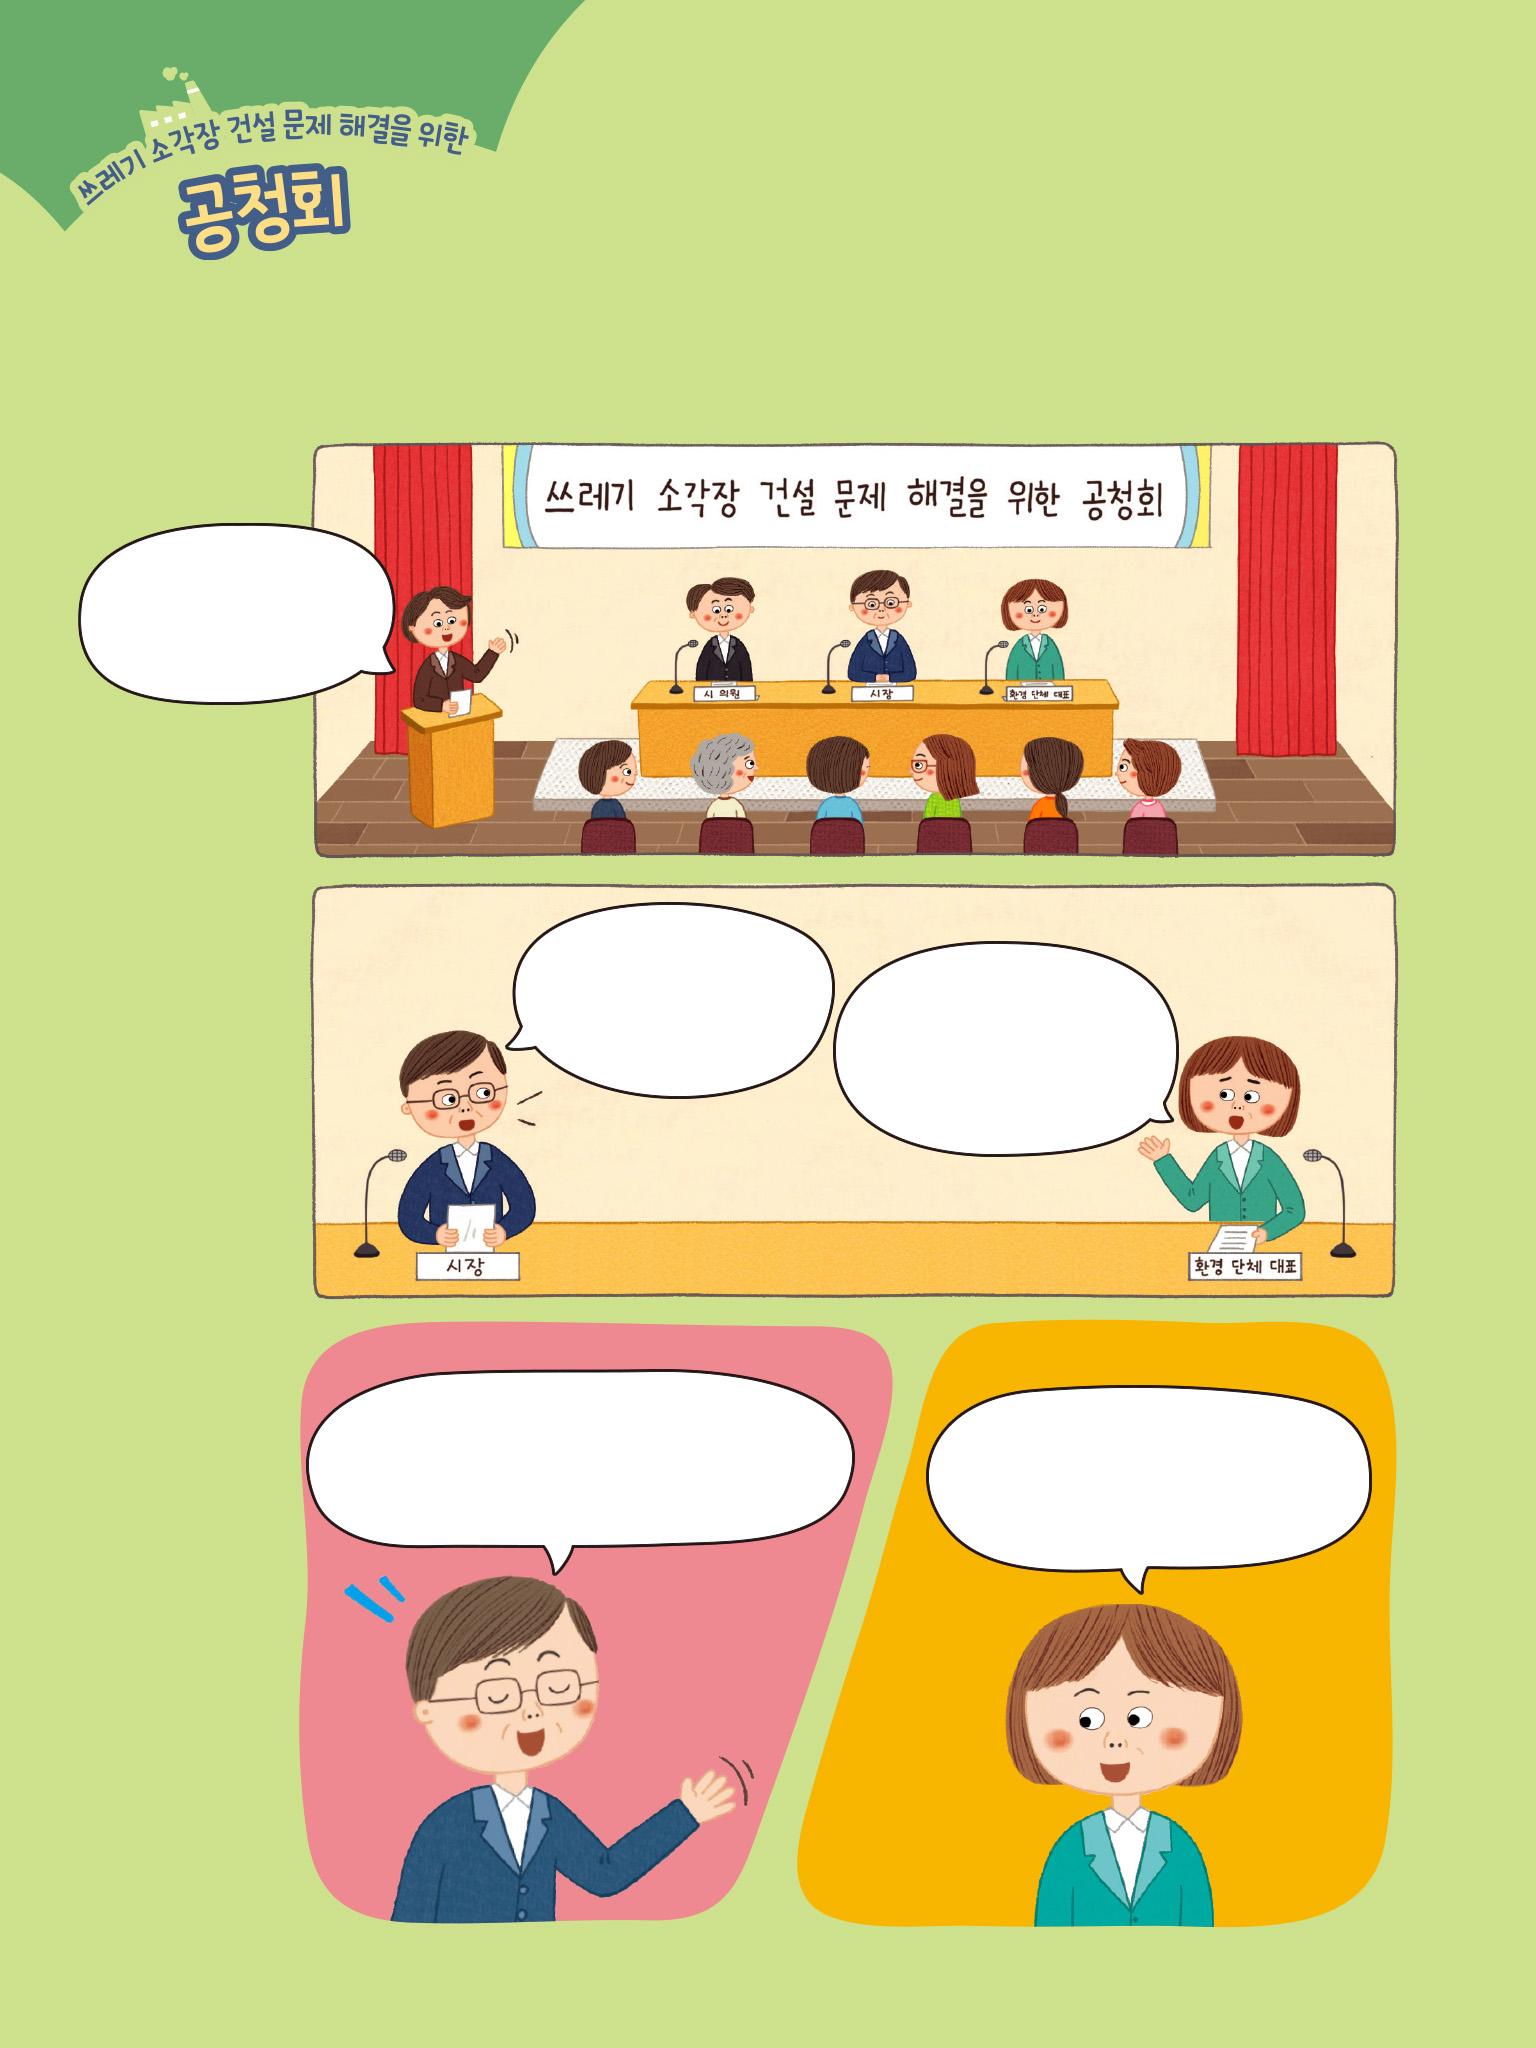 쓰레기 소각장 건설 문제 해결을 위한
공청회
쓰레기 소각장 건설 문제 해결을 위한 공청회
시 의원
시장
환경 단체 대표
시장
환경 단체 대표